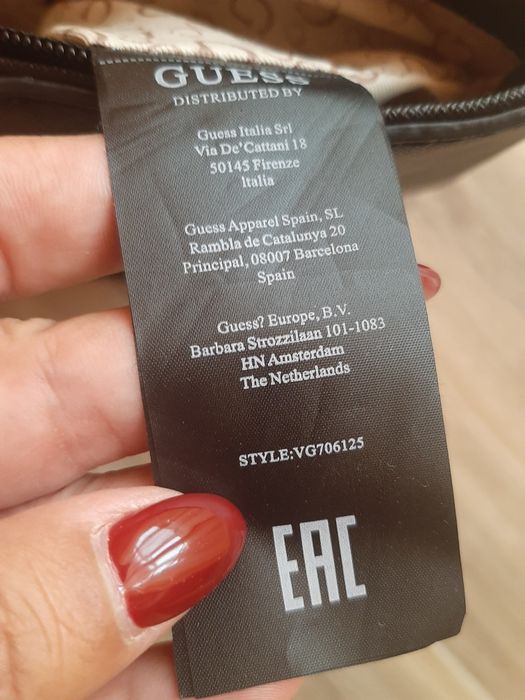 GUESS
DISTRIBUTED BY
Guess Italia Srl
Via De'Cattani 18
50145 Firenze
Italia
Guess Apparel Spain, SL
Rambla de Catalunya 20
Principal, 08007 Barcelona
Spain
Guess? Europe, B.V.
Barbara Strozzilaan 101-1083
HN Amsterdam
The Netherlands
STYLE:VG706125
EAC